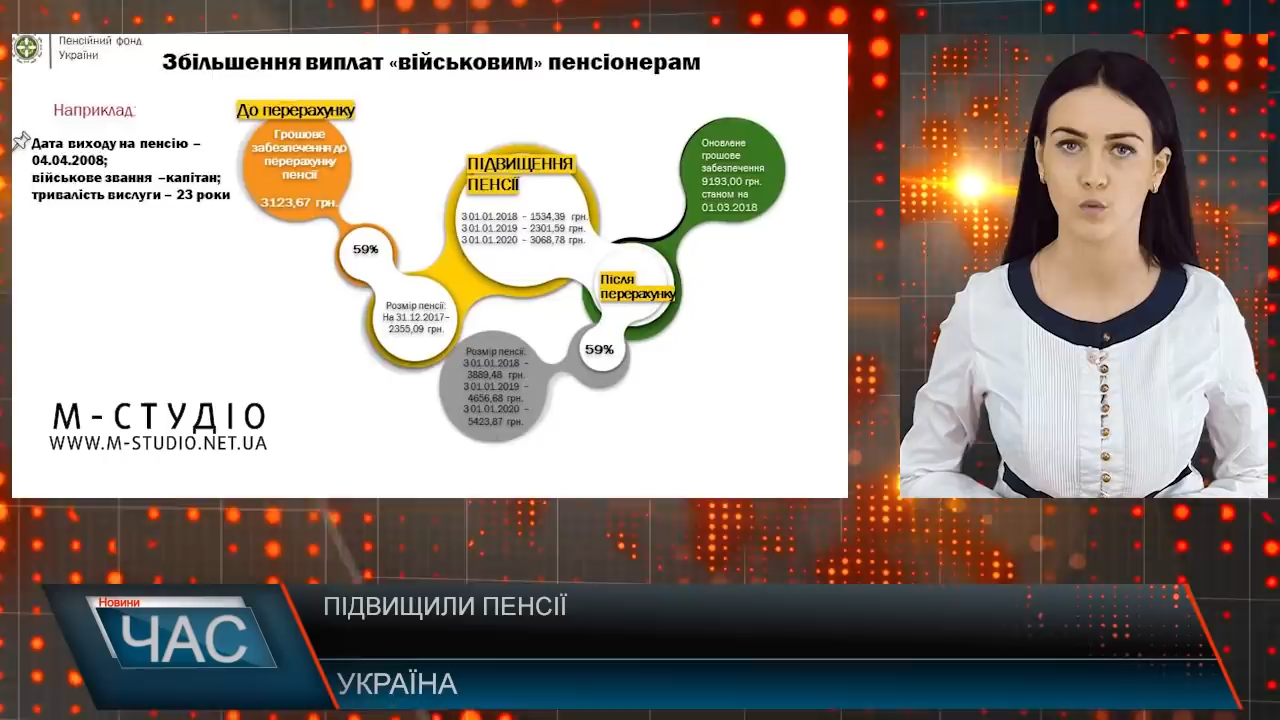 Пенсійний фонд
України
Збільшення виплат «військовим» пенсіонерам
Наприклад:
Дата виходу на пенсію –
04.04.2008;
військове звання –капітан;
тривалість вислуги – 23 роки
До перерахунку
Грошове
забезпечення до
перерахунку
пенсії
3123,67 грн.
59%
Розмір пенсії:
На 31.12.2017–
2355,09 грн.
ПІДВИЩЕННЯ
ПЕНСІЇ
З 01.01.2018 – 1534,39 грн.
З 01.01.2019 – 2301,59 грн.
З 01.01.2020 – 3068,78 грн.
Оновлене
грошове
забезпечення
9193,00 грн.
станом на
01.03.2018
Після
перерахунку
59%
Розмір пенсії:
З 01.01.2018 –
3889,48 грн.
З 01.01.2019 –
4656,68 грн.
З 01.01.2020 –
5423,87 грн.
М-СТУДІО
WWW.M-STUDIO.NET.UA
Новини
ЧАС
ПІДВИЩИЛИ ПЕНСІЇ
УКРАЇНА